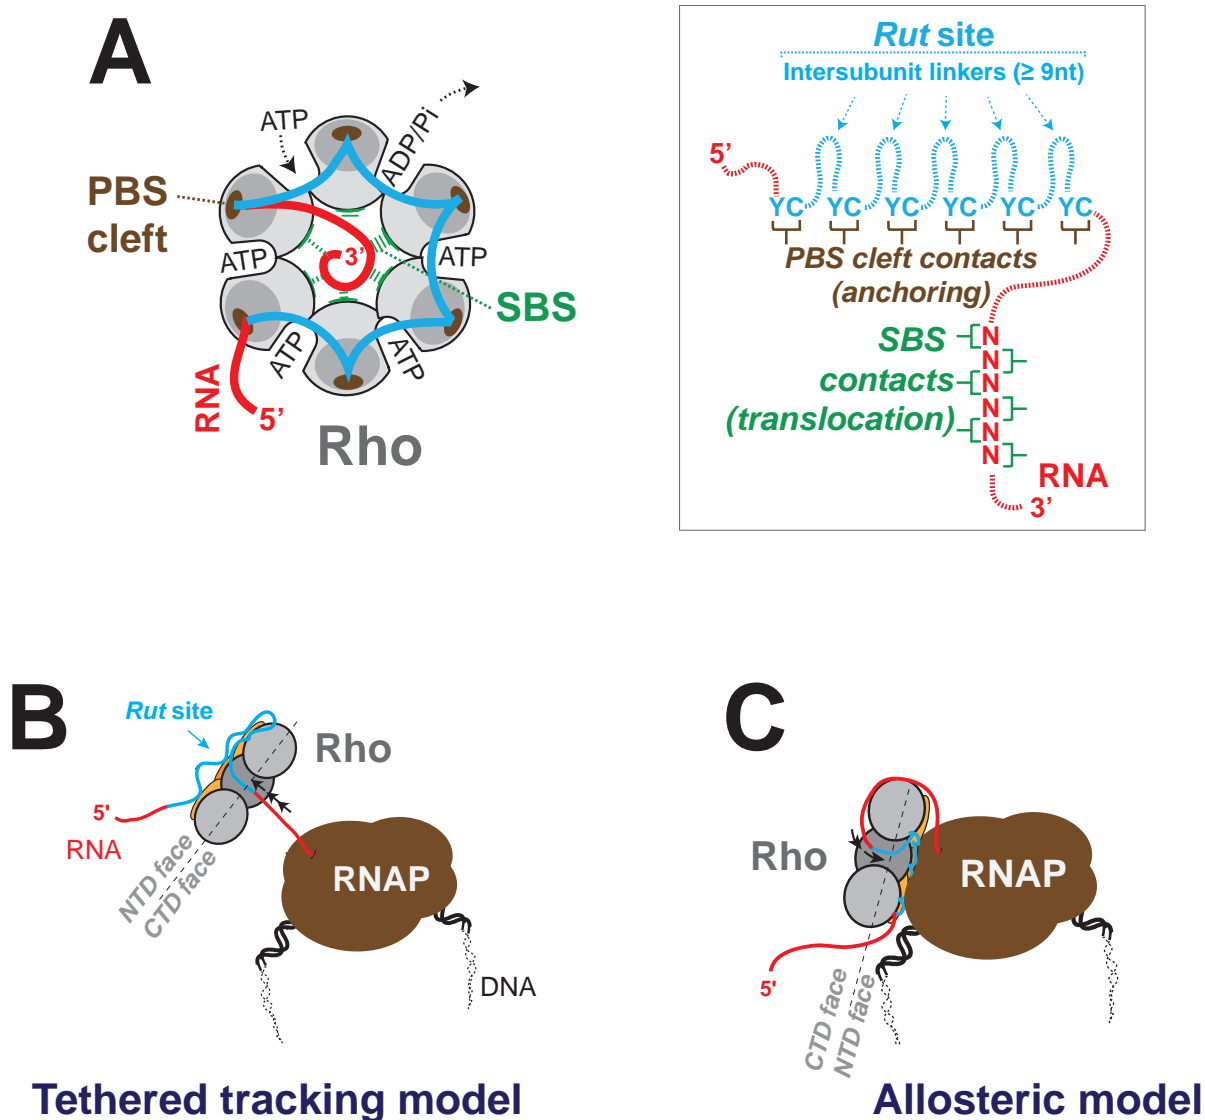 A
ATP
ADP/Pi
PBS
cleft
ATP
3’
ATP
SBS
ATP
ATP
RNA
5’
Rho
Rut site
Intersubunit linkers (≥ 9nt)
5’
YC YC YC YC YC YC
PBS cleft contacts
(anchoring)
SBS
contacts
(translocation)
N
N
N
N
N
N
RNA
3’
B
Rut site
Rho
5'
RNA
NTD face
CTD face
RNAP
DNA
Tethered tracking model
C
Rho
RNAP
5'
CTD face
NTD face
Allosteric model